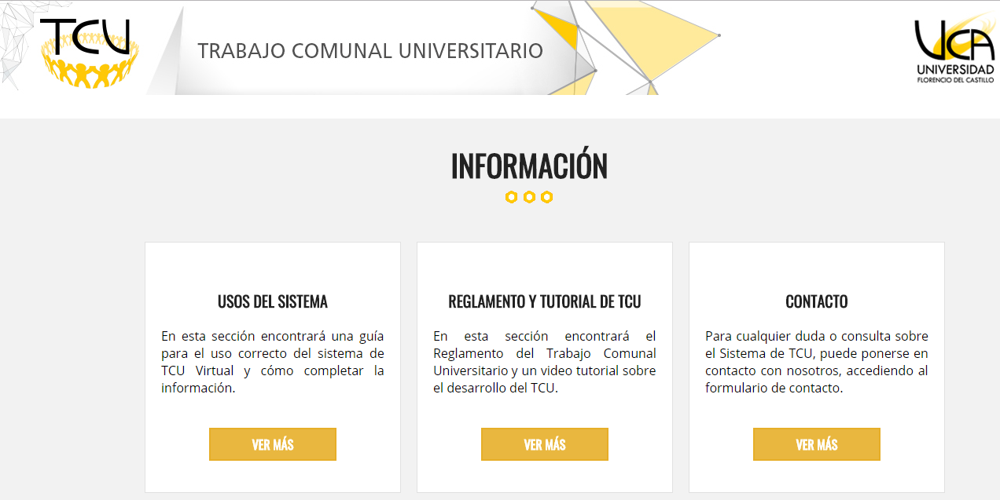 TCU
TRABAJO COMUNAL UNIVERSITARIO
UCA
UNIVERSIDAD
FLORENCIO DEL CASTILLO
INFORMACIÓN
USOS DEL SISTEMA
En esta sección encontrará una guía
para el uso correcto del sistema de
TCU Virtual y cómo completar la
información.
VER MÁS
REGLAMENTO Y TUTORIAL DE TCU
En esta sección encontrará el
Reglamento del Trabajo Comunal
Universitario y un video tutorial sobre
el desarrollo del TCU.
VER MÁS
CONTACTO
Para cualquier duda o consulta sobre
el Sistema de TCU, puede ponerse en
contacto con nosotros, accediendo al
formulario de contacto.
VER MÁS